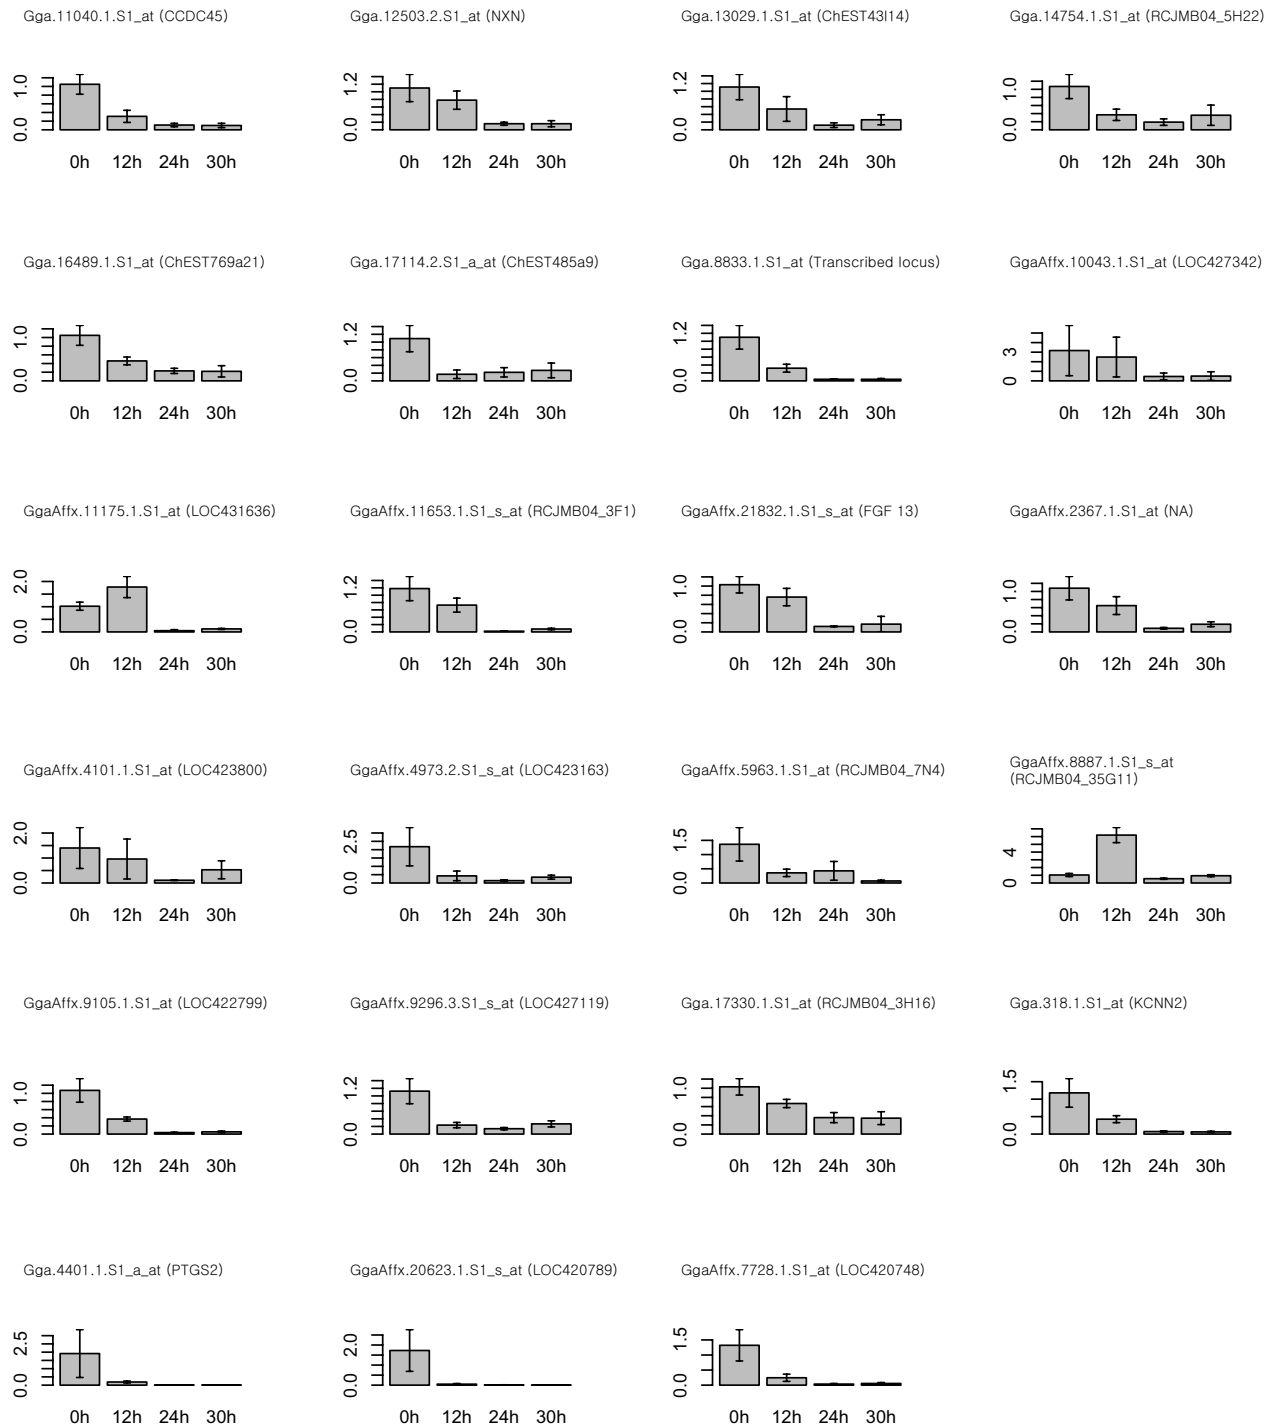 Gga.11040.1.S1_at (CCDC45)
1.0
0.0
0h 12h 24h 30h
Gga.12503.2.S1_at (NXN)
1.2
0.0
0h 12h 24h 30h
Gga.13029.1.S1_at (ChEST43l14)
1.2
0.0
0h 12h 24h 30h
Gga.14754.1.S1_at (RCJMB04_5H22)
1.0
0.0
0h 12h 24h 30h
Gga.16489.1.S1_at (ChEST769a21)
1.0
0.0
0h 12h 24h 30h
Gga.17114.2.S1_a_at (ChEST485a9)
1.2
0.0
0h 12h 24h 30h
Gga.8833.1.S1_at (Transcribed locus)
1.2
0.0
0h 12h 24h 30h
GgaAffx.10043.1.S1_at (LOC427342)
3
0
0h 12h 24h 30h
GgaAffx.11175.1.S1_at (LOC431636)
2.0
0.0
0h 12h 24h 30h
GgaAffx.11653.1.S1_s_at (RCJMB04_3F1)
1.2
0.0
0h 12h 24h 30h
GgaAffx.21832.1.S1_s_at (FGF 13)
1.0
0.0
0h 12h 24h 30h
GgaAffx.2367.1.S1_at (NA)
1.0
0.0
0h 12h 24h 30h
GgaAffx.4101.1.S1_at (LOC423800)
2.0
0.0
0h 12h 24h 30h
GgaAffx.4973.2.S1_s_at (LOC423163)
2.5
0.0
0h 12h 24h 30h
GgaAffx.5963.1.S1_at (RCJMB04_7N4)
1.5
0.0
0h 12h 24h 30h
GgaAffx.8887.1.S1_s_at
(RCJMB04_35G11)
4
0
0h 12h 24h 30h
GgaAffx.9105.1.S1_at (LOC422799)
1.0
0.0
0h 12h 24h 30h
GgaAffx.9296.3.S1_s_at (LOC427119)
1.2
0.0
0h 12h 24h 30h
Gga.17330.1.S1_at (RCJMB04_3H16)
1.0
0.0
0h 12h 24h 30h
Gga.318.1.S1_at (KCNN2)
1.5
0.0
0h 12h 24h 30h
Gga.4401.1.S1_a_at (PTGS2)
2.5
0.0
0h 12h 24h 30h
GgaAffx.20623.1.S1_s_at (LOC420789)
2.0
0.0
0h 12h 24h 30h
GgaAffx.7728.1.S1_at (LOC420748)
1.5
0.0
0h 12h 24h 30h